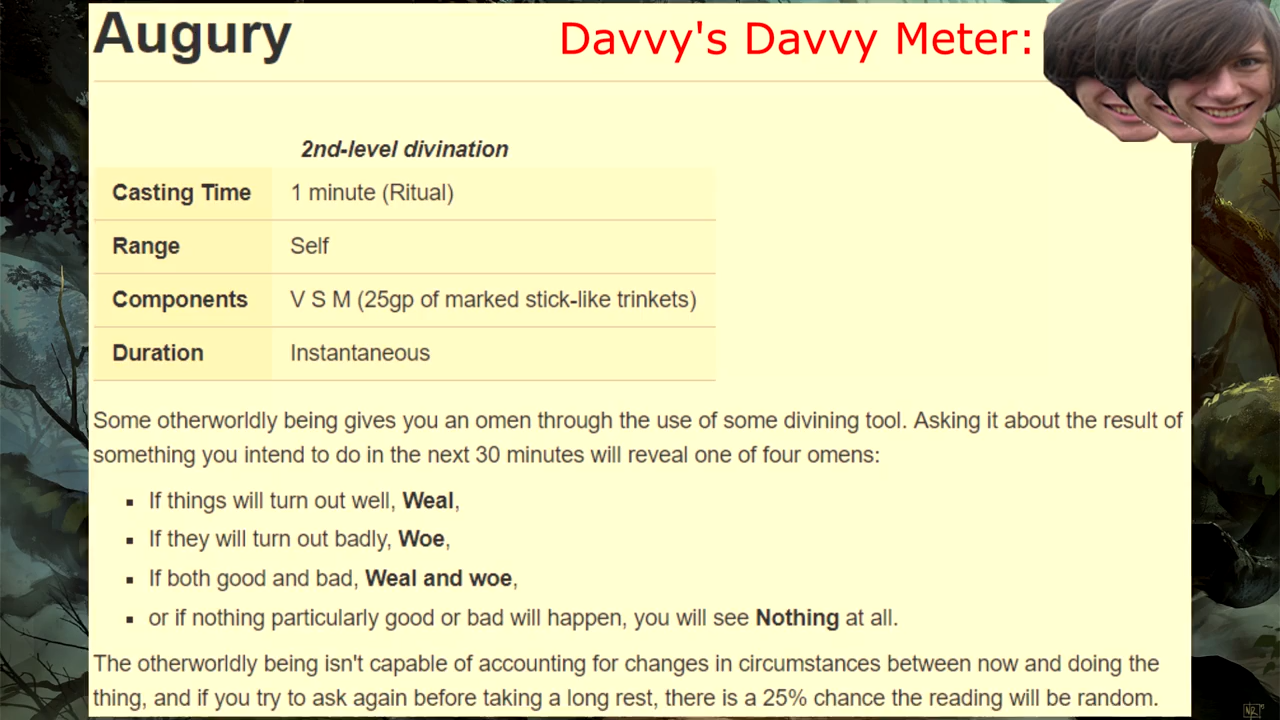 Augury
Davvy's Davvy Meter:
2nd-level divination
Casting Time 1 minute (Ritual)
Range Self
Components V S M (25gp of marked stick-like trinkets)
Duration Instantaneous
Some otherworldly being gives you an omen through the use of some divining tool. Asking it about the result of
something you intend to do in the next 30 minutes will reveal one of four omens:
▪ If things will turn out well, Weal,
▪ If they will turn out badly, Woe,
▪ If both good and bad, Weal and woe,
▪ or if nothing particularly good or bad will happen, you will see Nothing at all.
The otherworldly being isn't capable of accounting for changes in circumstances between now and doing the
thing, and if you try to ask again before taking a long rest, there is a 25% chance the reading will be random.